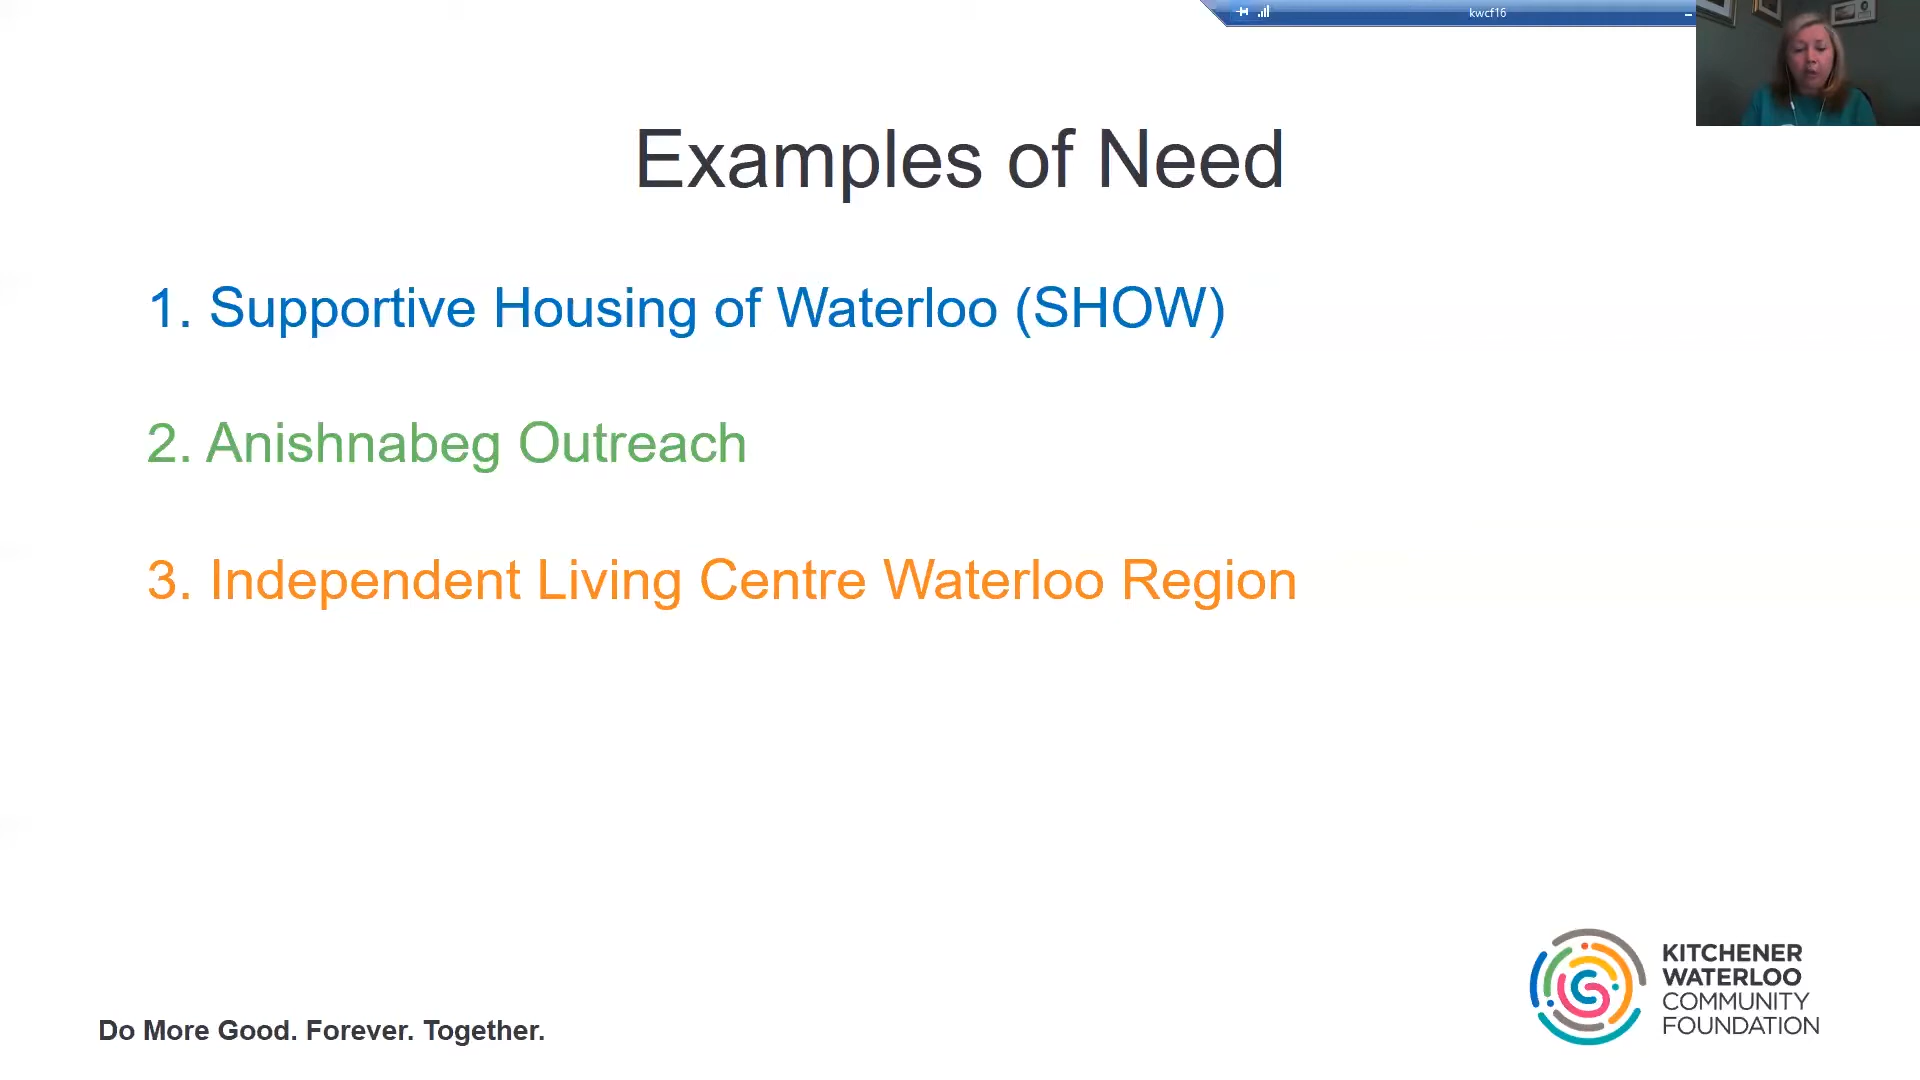 kwcf16
Examples of Need
1. Supportive Housing of Waterloo (SHOW)
2. Anishnabeg Outreach
3. Independent Living Centre Waterloo Region
Do More Good. Forever. Together.
KITCHENER
WATERLOO
COMMUNITY
FOUNDATION